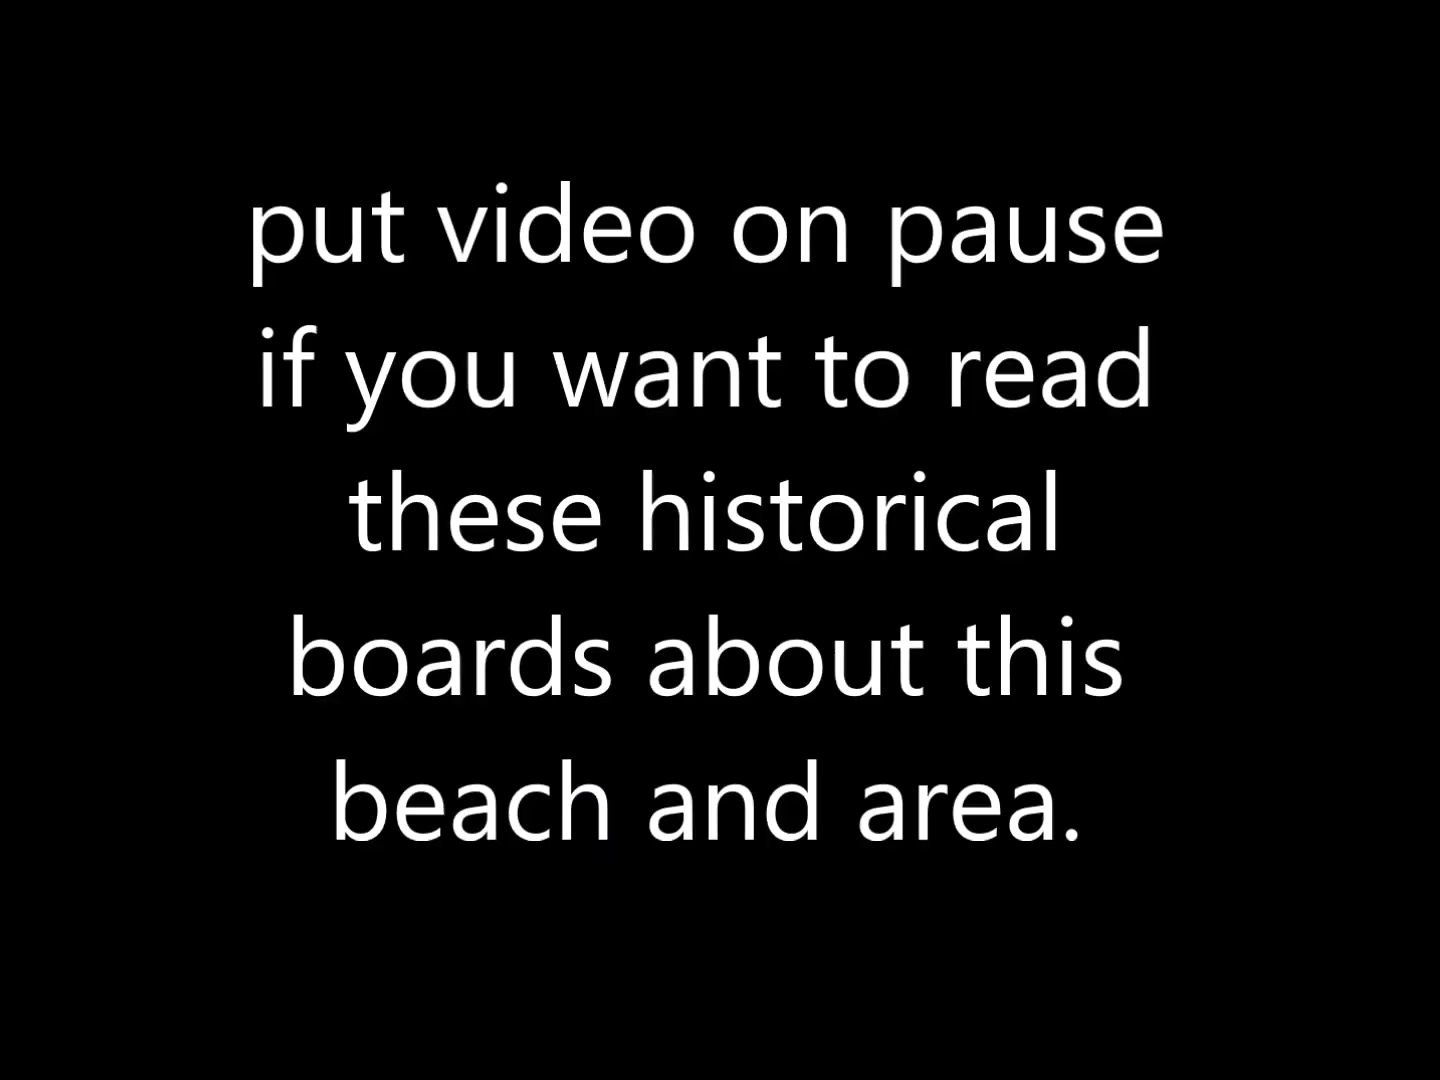 put video on pause
if you want to read
these historical
boards about this
beach and area.